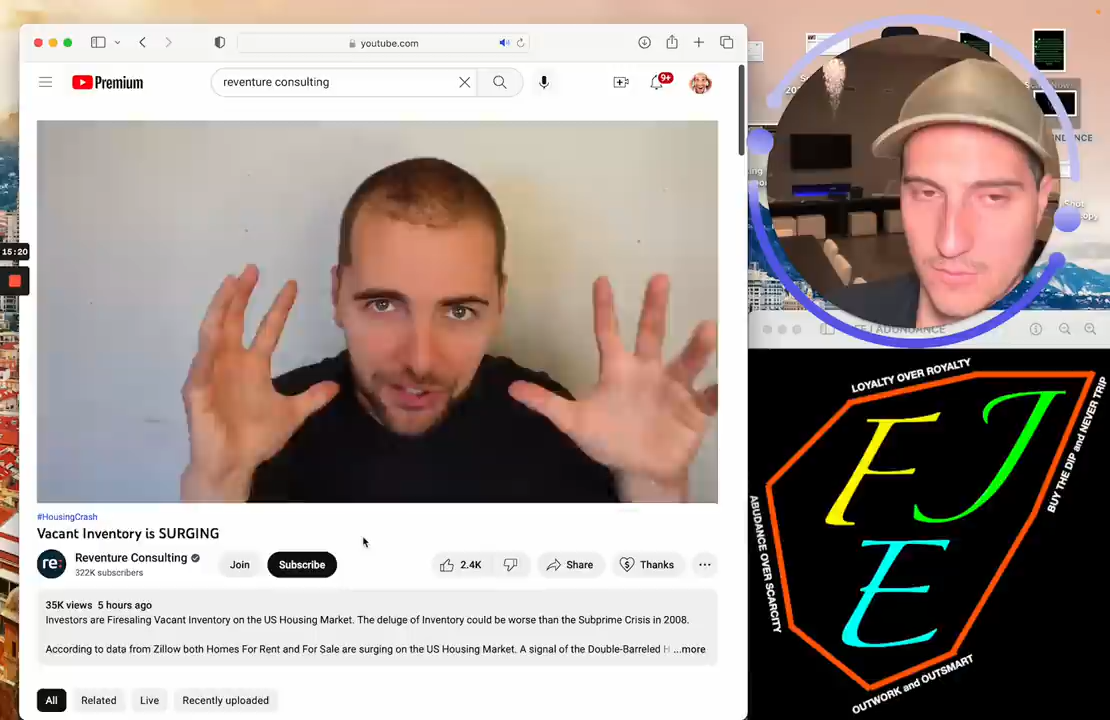 youtube.com
Premium
reventure consulting
9+
15:20
#HousingCrash
Vacant Inventory is SURGING
re:
Reventure Consulting
322K subscribers
Join
Subscribe
2.4K
Share
Thanks
35K views 5 hours ago
Investors are Firesaling Vacant Inventory on the US Housing Market. The deluge of Inventory could be worse than the Subprime Crisis in 2008.
According to data from Zillow both Homes For Rent and For Sale are surging on the US Housing Market. A signal of the Double-Barreled H ...more
All
Related
Live
Recently uploaded
LOYALTY OVER ROYALTY
BUY THE DIP and NEVER TRIP
ABUDANCE OVER SCARCITY
F J
E
OUTWORK and OUTSMART